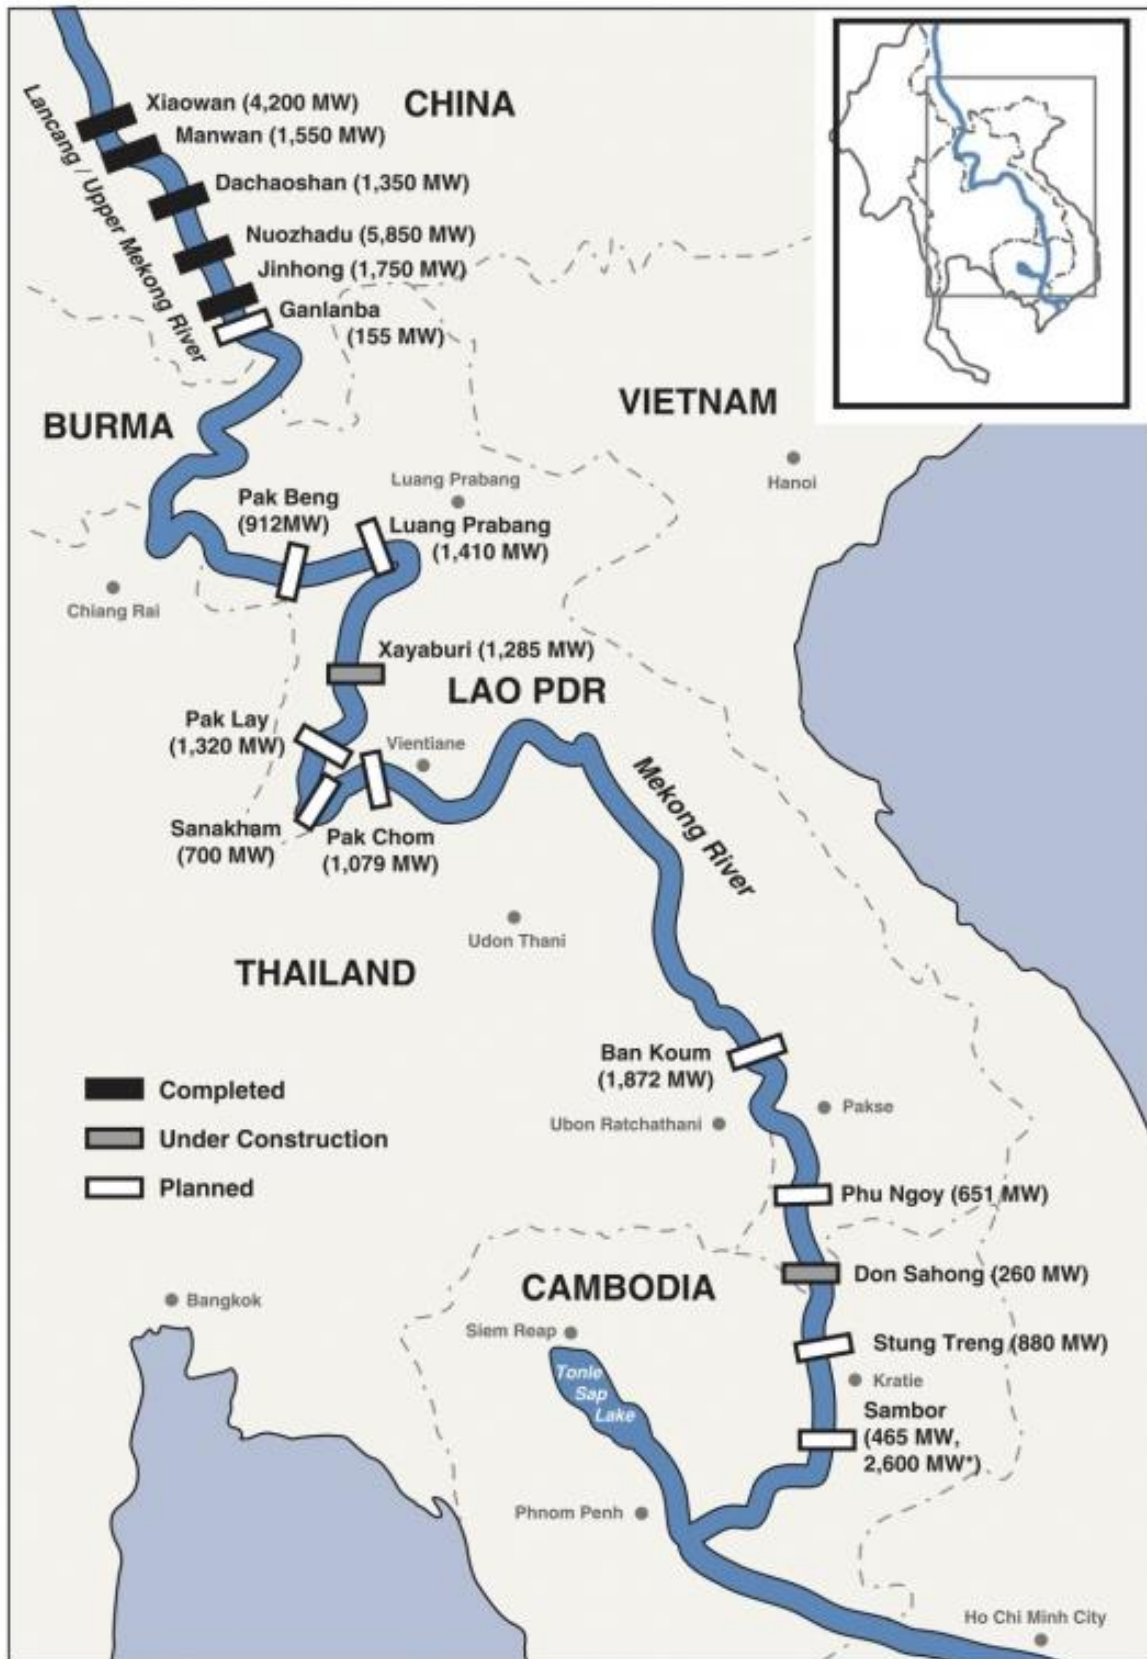 Xiaowan (4,200 MW)
CHINA
Manwan (1,550 MW)
Lancang / Upper Mekong River
Dachaoshan (1,350 MW)
Nuozhadu (5,850 MW)
Jinhong (1,750 MW)
Ganlanba
(155 MW)
VIETNAM
BURMA
Hanoi
Luang Prabang
Pak Beng
(912MW)
Luang Prabang
(1,410 MW)
Chiang Rai
Xayaburi (1,285 MW)
LAO PDR
Pak Lay
(1,320 MW)
Vientiane
Mekong River
Sanakham
(700 MW)
Pak Chom
(1,079 MW)
Udon Thani
THAILAND
Ban Koum
(1,872 MW)
Completed
Pakse
Ubon Ratchathani
Under Construction
Planned
Phu Ngoy (651 MW)
Don Sahong (260 MW)
CAMBODIA
Bangkok
Siem Reap
Stung Treng (880 MW)
Tonle
Sap
Lake
Kratie
Sambor
(465 MW,
2,600 MW*)
Phnom Penh
Ho Chi Minh City